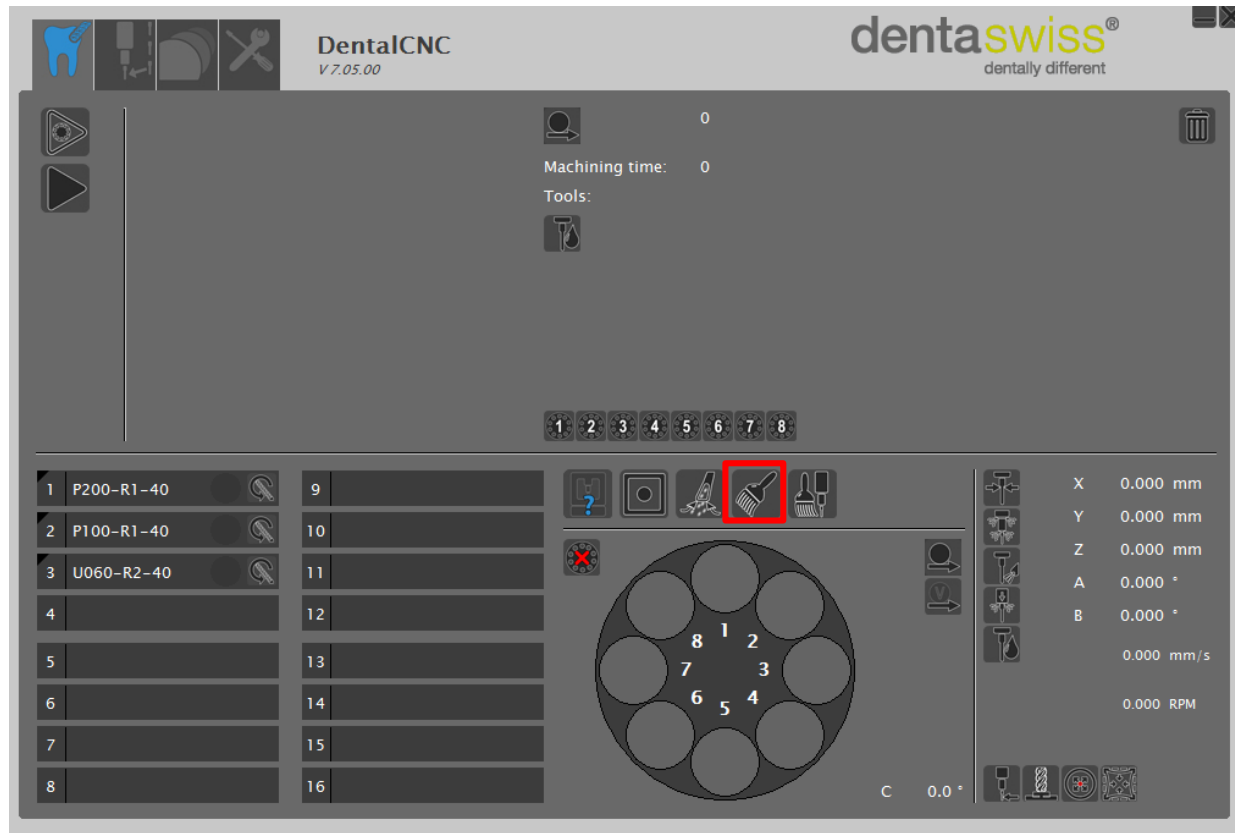 DentalCNC
V 7.05.00
dentaswiss®
dentally different
0
Machining time: 0
Tools:
1 2 3 4 5 6 7 8
1 P200-R1-40
2 P100-R1-40
3 U060-R2-40
4
5
6
7
8
9
10
11
12
13
14
15
16
?
1
2
3
4
5
6
7
8
V
C 0.0 °
X 0.000 mm
Y 0.000 mm
Z 0.000 mm
A 0.000 °
B 0.000 °
0.000 mm/s
0.000 RPM